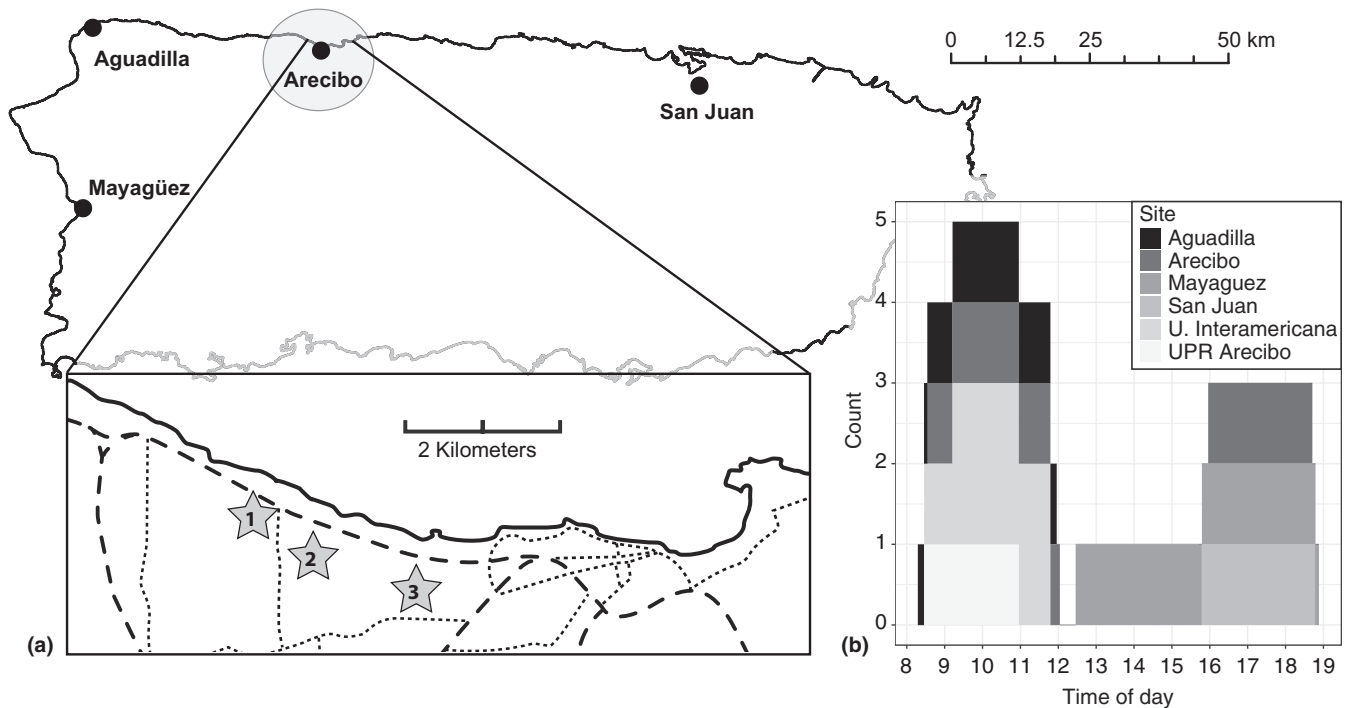 Aguadilla
Arecibo
San Juan
Mayagüez
0 12.5 25 50 km
2 Kilometers
1
2
3
(a)
Site
Aguadilla
Arecibo
Mayaguez
San Juan
U. Interamericana
UPR Arecibo
5
4
3
2
1
0
Count
8 9 10 11 12 13 14 15 16 17 18 19
Time of day
(b)